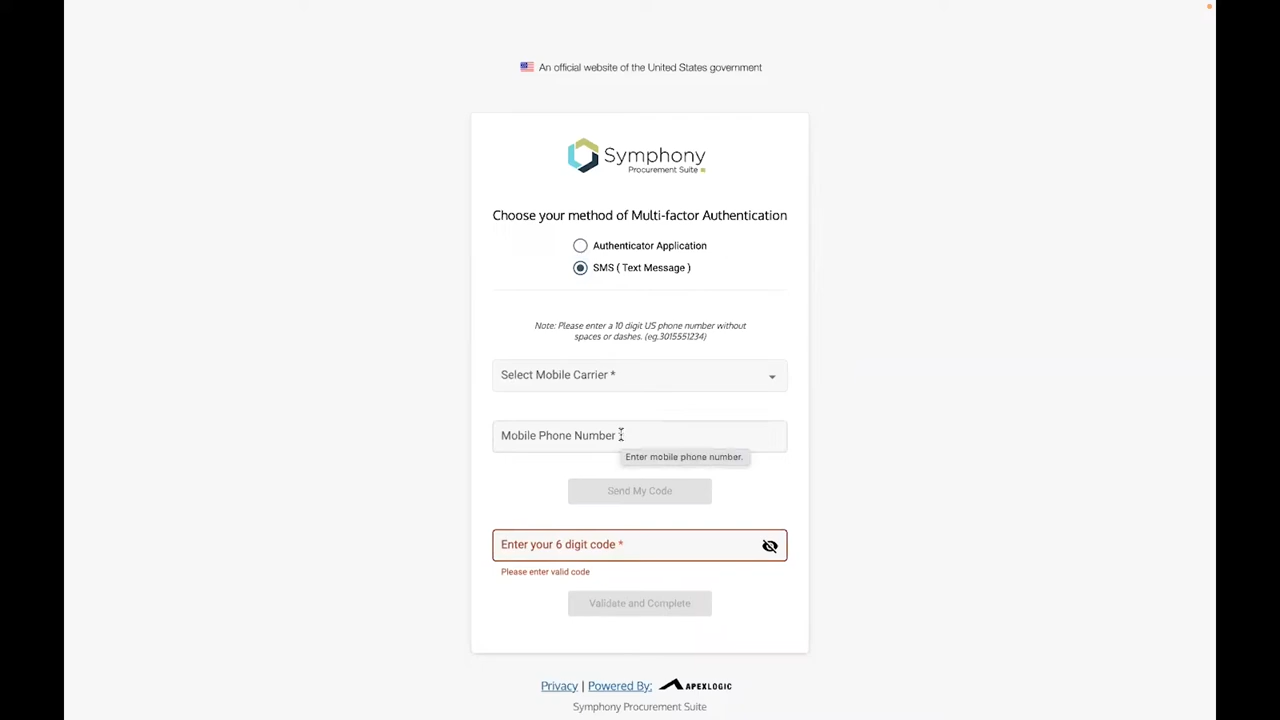 An official website of the United States government
Symphony
Procurement Suite
Choose your method of Multi-factor Authentication
Authenticator Application
SMS ( Text Message )
Note: Please enter a 10 digit US phone number without
spaces or dashes. (eg.3015551234)
Select Mobile Carrier *
Mobile Phone Number
Enter mobile phone number.
Send My Code
Enter your 6 digit code *
Please enter valid code
Validate and Complete
Privacy | Powered By: APEXLOGIC
Symphony Procurement Suite